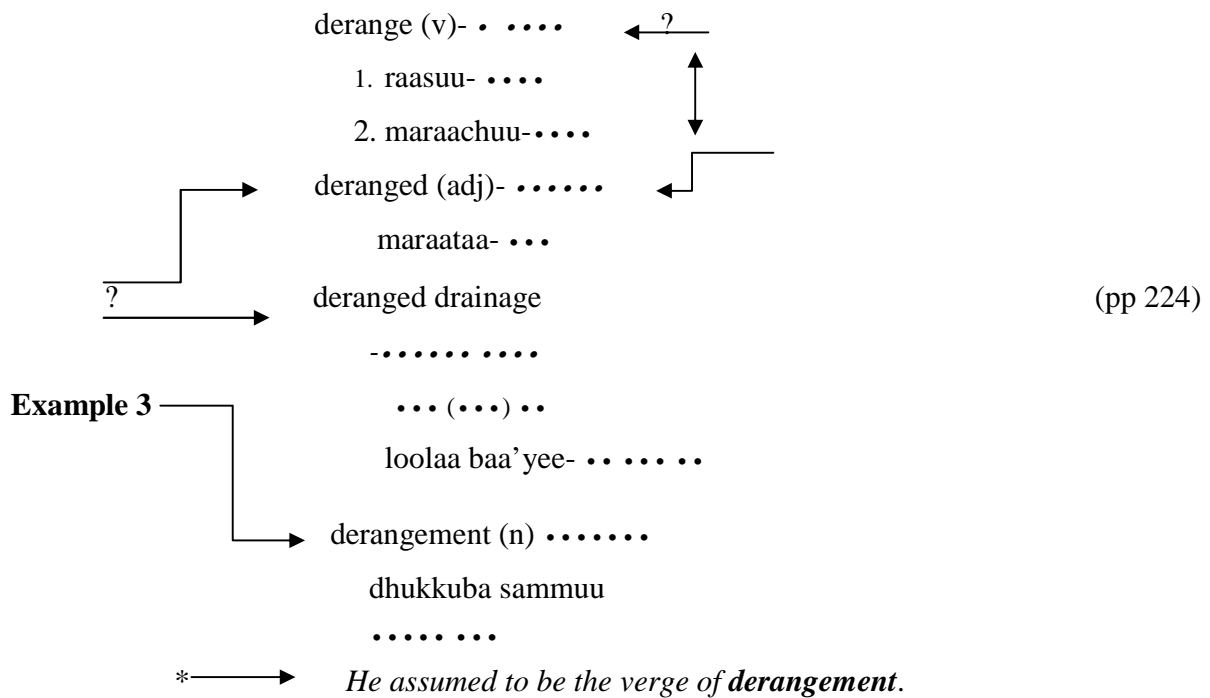 derange (v)- • •••• ?
1. raasuu- ••••
2. maraachuu-••••
deranged (adj)- ••••••
maraataa- •••
? deranged drainage (pp 224)
-•••••• ••••
Example 3 ••• (•••) ••
loolaa baa’yee- •• ••• ••
derangement (n) •••••••
dhukkuba sammuu
••••• •••
* He assumed to be the verge of derangement.